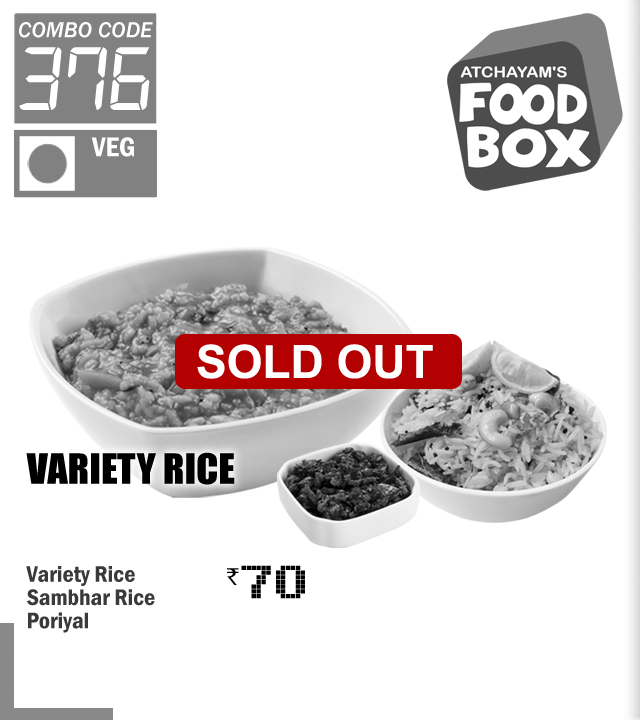 COMBO CODE
376
VEG
ATCHAYAM'S
FOOD
BOX
SOLD OUT
VARIETY RICE
Variety Rice
₹70
Sambhar Rice
Poriyal